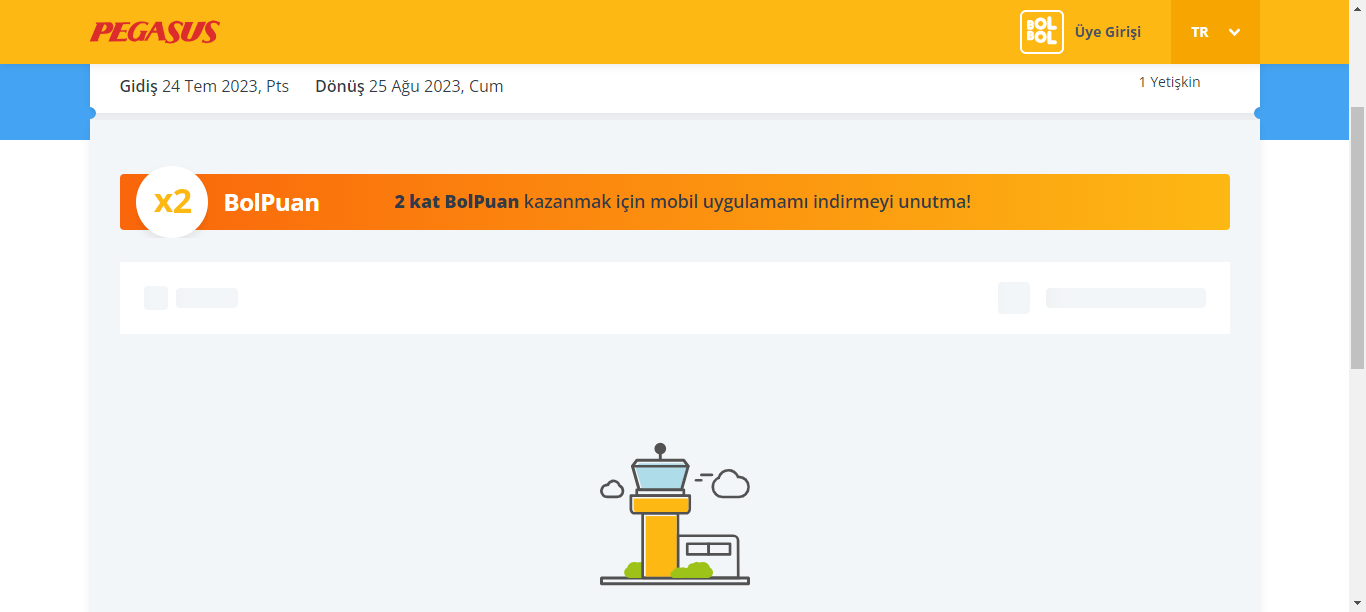 PEGASUS
BOL
BOL
Üye Girişi
TR
Gidiş 24 Tem 2023, Pts
Dönüş 25 Ağu 2023, Cum
1 Yetişkin
x2
BolPuan
2 kat BolPuan kazanmak için mobil uygulamamı indirmeyi unutma!